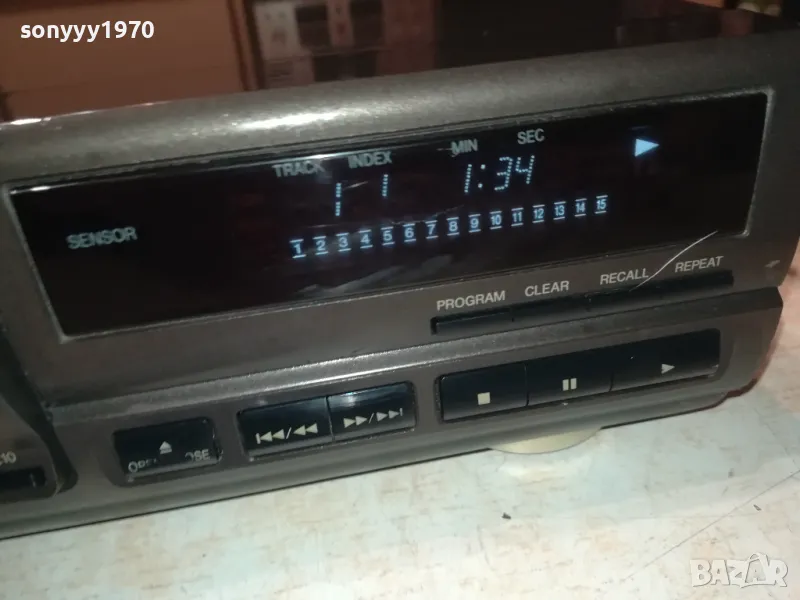 sonyyy1970
TRACK INDEX MIN SEC
1 1 1:34
SENSOR
1 2 3 4 5 6 7 8 9 10 11 12 13 14 15
PROGRAM CLEAR RECALL REPEAT
BAZAR